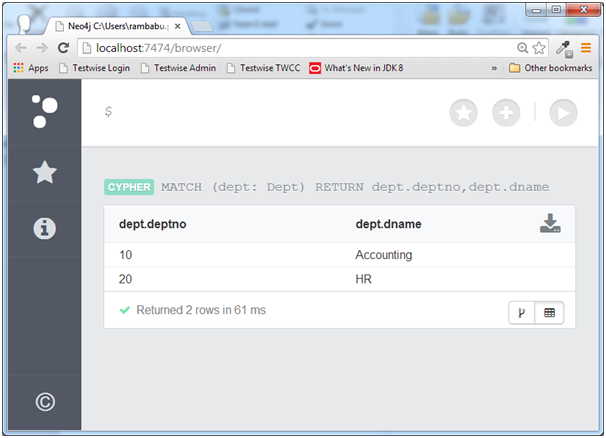 Neo4j C:\Users\rambabu.
localhost:7474/browser/
Apps Testwise Login Testwise Admin Testwise TWCC What's New in JDK 8 » Other bookmarks
$
CYPHER MATCH (dept: Dept) RETURN dept.deptno,dept.dname
dept.deptno dept.dname
10 Accounting
20 HR
Returned 2 rows in 61 ms
©